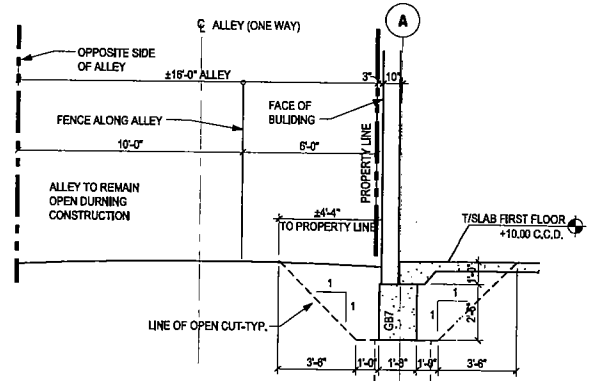 ℄ ALLEY (ONE WAY)
A
OPPOSITE SIDE
OF ALLEY
±16'-0" ALLEY
3"
10"
FACE OF
BULIDING
FENCE ALONG ALLEY
10'-0"
6'-0"
PROPERTY LINE
ALLEY TO REMAIN
OPEN DURNING
CONSTRUCTION
±4'-4"
TO PROPERTY LINE
T/SLAB FIRST FLOOR
+10.00 C.C.D.
1'-0"
1
1
1
1
GB7
2'-6"
LINE OF OPEN CUT-TYP.
3'-6"
1'-0"
1'-8"
1'-0"
3'-6"